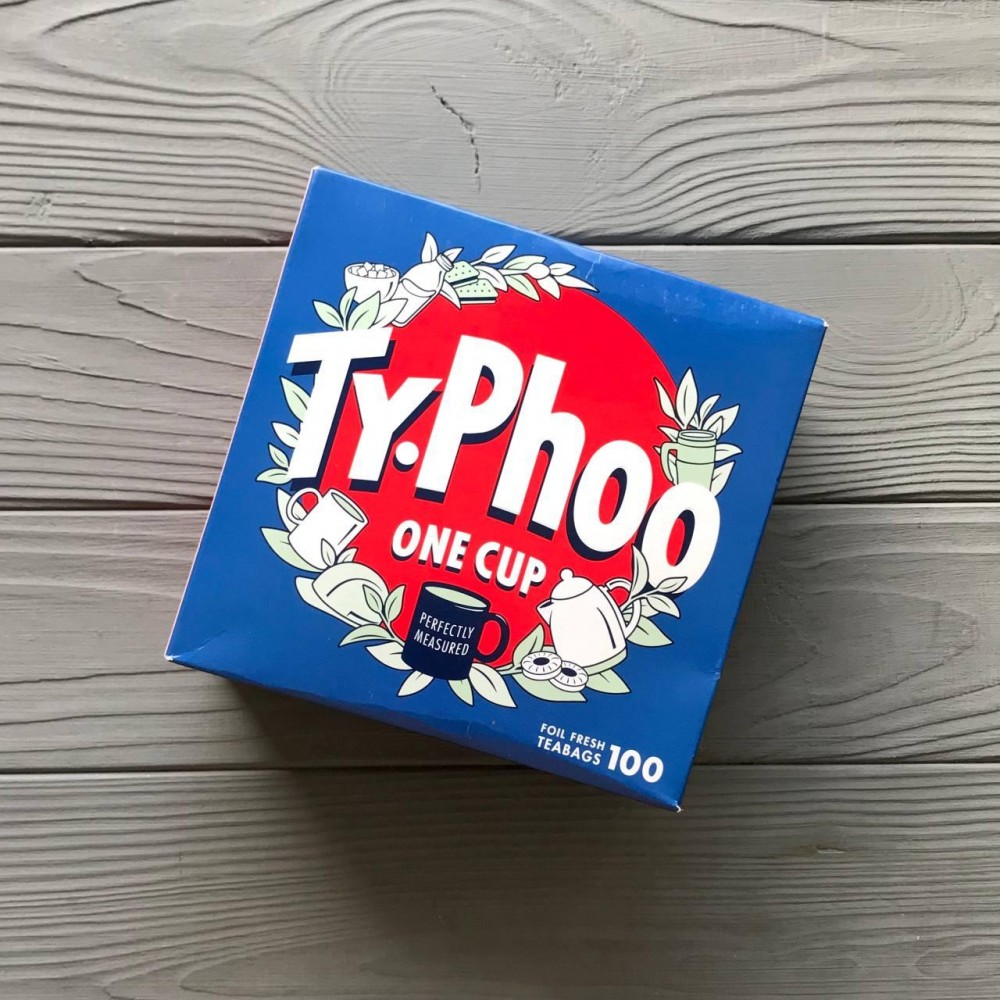 Ty.Phoo
ONE CUP
PERFECTLY
MEASURED
FOIL FRESH
TEABAGS 100